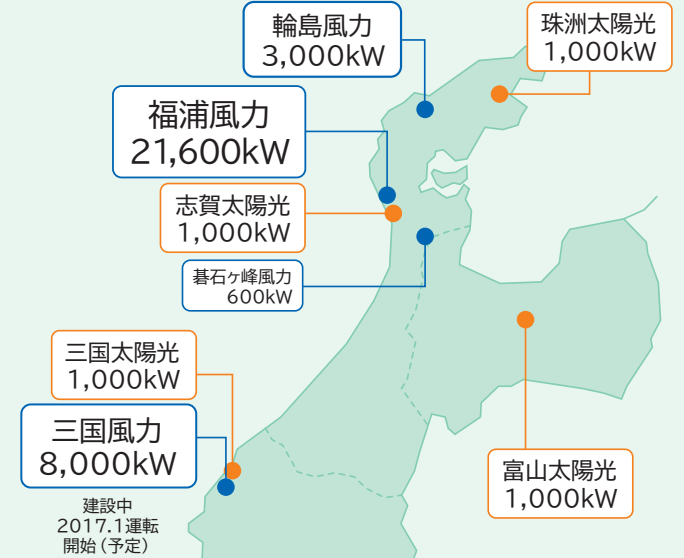 輪島風力
3,000kW
珠洲太陽光
1,000kW
福浦風力
21,600kW
志賀太陽光
1,000kW
碁石ヶ峰風力
600kW
三国太陽光
1,000kW
三国風力
8,000kW
建設中
2017.1運転
開始（予定）
富山太陽光
1,000kW